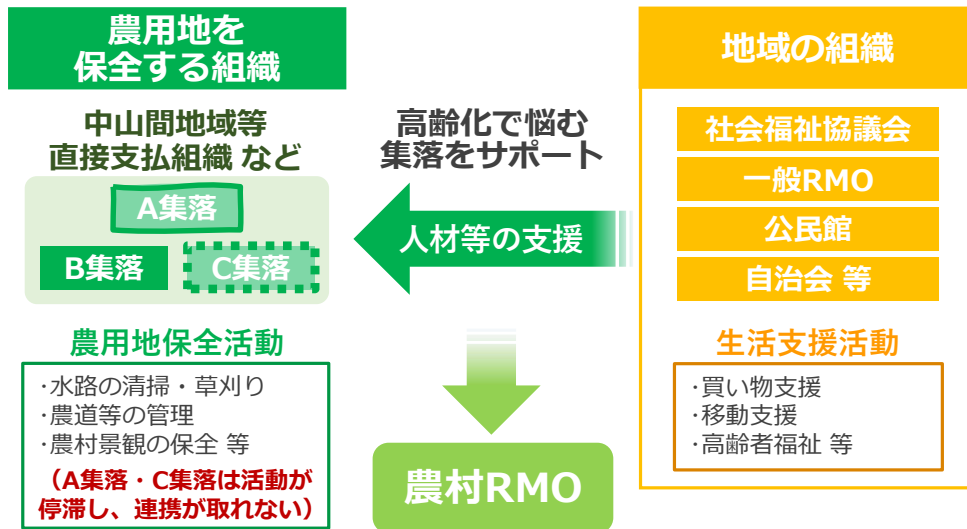 農用地を
保全する組織
中山間地域等
直接支払組織 など
A集落
B集落
C集落
農用地保全活動
･水路の清掃・草刈り
･農道等の管理
･農村景観の保全 等
（A集落・C集落は活動が
停滞し、連携が取れない）
高齢化で悩む
集落をサポート
人材等の支援
農村RMO
地域の組織
社会福祉協議会
一般RMO
公民館
自治会 等
生活支援活動
･買い物支援
･移動支援
･高齢者福祉 等